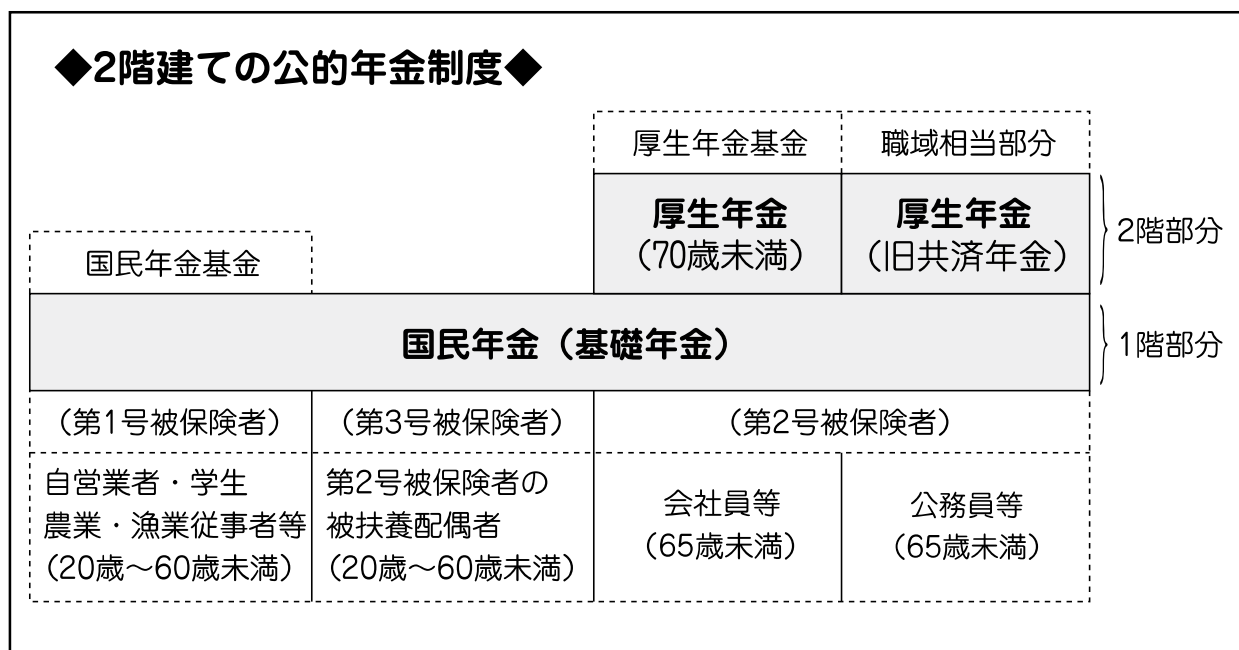 ◆2階建ての公的年金制度◆
厚生年金基金
職域相当部分
厚生年金
(70歳未満)
厚生年金
(旧共済年金)
2階部分
国民年金基金
国民年金(基礎年金)
1階部分
(第1号被保険者)
(第3号被保険者)
(第2号被保険者)
自営業者・学生
農業・漁業従事者等
(20歳〜60歳未満)
第2号被保険者の
被扶養配偶者
(20歳〜60歳未満)
会社員等
(65歳未満)
公務員等
(65歳未満)